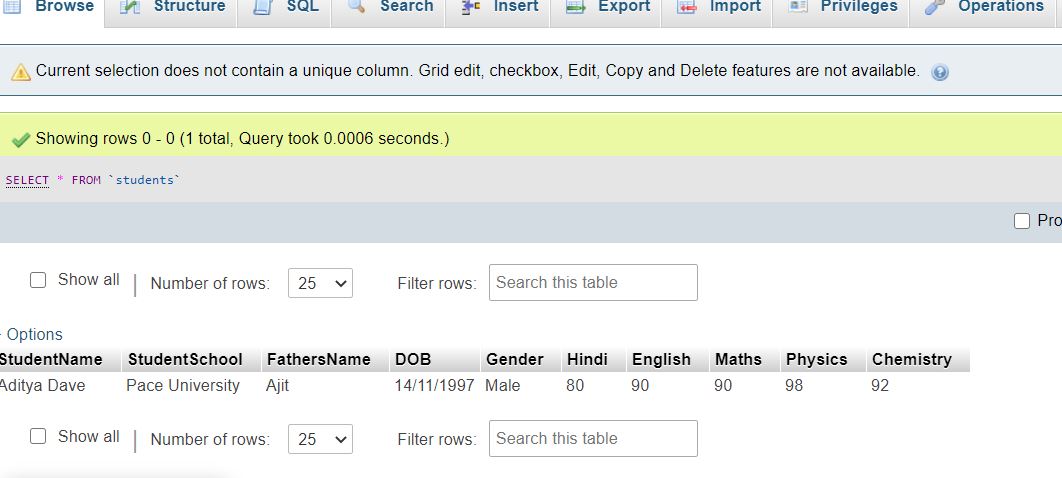 Browse Structure SQL Search Insert Export Import Privileges Operations
Current selection does not contain a unique column. Grid edit, checkbox, Edit, Copy and Delete features are not available.
Showing rows 0 - 0 (1 total, Query took 0.0006 seconds.)
SELECT * FROM `students`
Pro
Show all | Number of rows: 25 Filter rows: Search this table
Options
StudentName StudentSchool FathersName DOB Gender Hindi English Maths Physics Chemistry
Aditya Dave Pace University Ajit 14/11/1997 Male 80 90 90 98 92
Show all | Number of rows: 25 Filter rows: Search this table